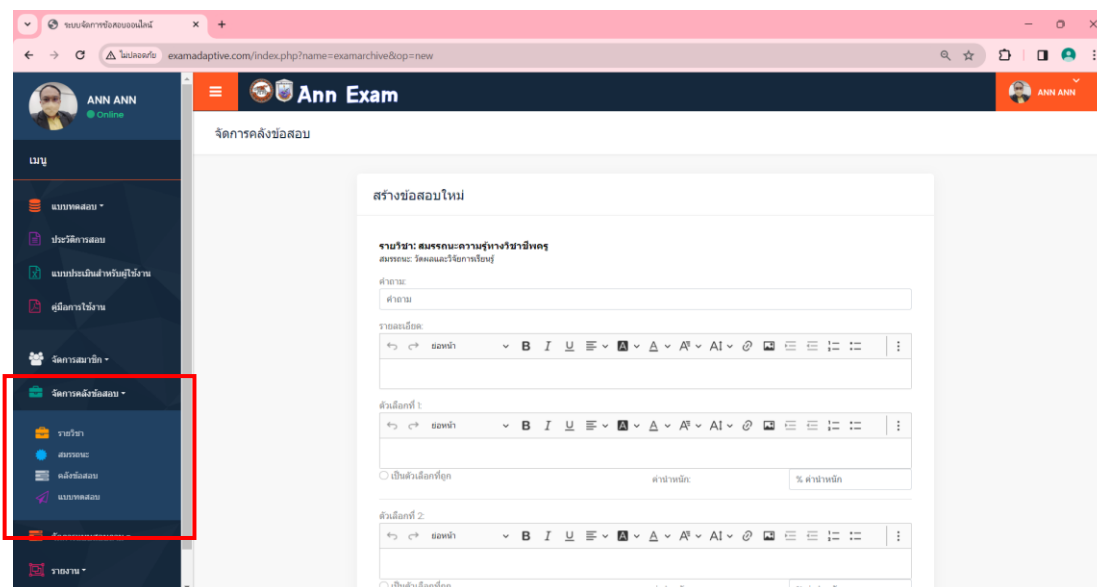 ระบบจัดการข้อสอบออนไลน์
ไม่ปลอดภัย
examadaptive.com/index.php?name=examarchive&op=new
ANN ANN
Online
Ann Exam
ANN ANN
จัดการคลังข้อสอบ
เมนู
แบบทดสอบ
ประวัติการสอบ
แบบประเมินสำหรับผู้ใช้งาน
คู่มือการใช้งาน
จัดการสมาชิก
จัดการคลังข้อสอบ
รายวิชา
สมรรถนะ
คลังข้อสอบ
แบบทดสอบ
รายงาน
สร้างข้อสอบใหม่
รายวิชา: สมรรถนะความรู้ทางวิชาชีพครู
สมรรถนะ: วัดผลและวิจัยการเรียนรู้
คำถาม:
คำถาม
รายละเอียด:
ย่อหน้า
ตัวเลือกที่ 1:
ย่อหน้า
เป็นตัวเลือกที่ถูก
ค่าน้ำหนัก:
% ค่าน้ำหนัก
ตัวเลือกที่ 2:
ย่อหน้า
เป็นตัวเลือกที่ถูก